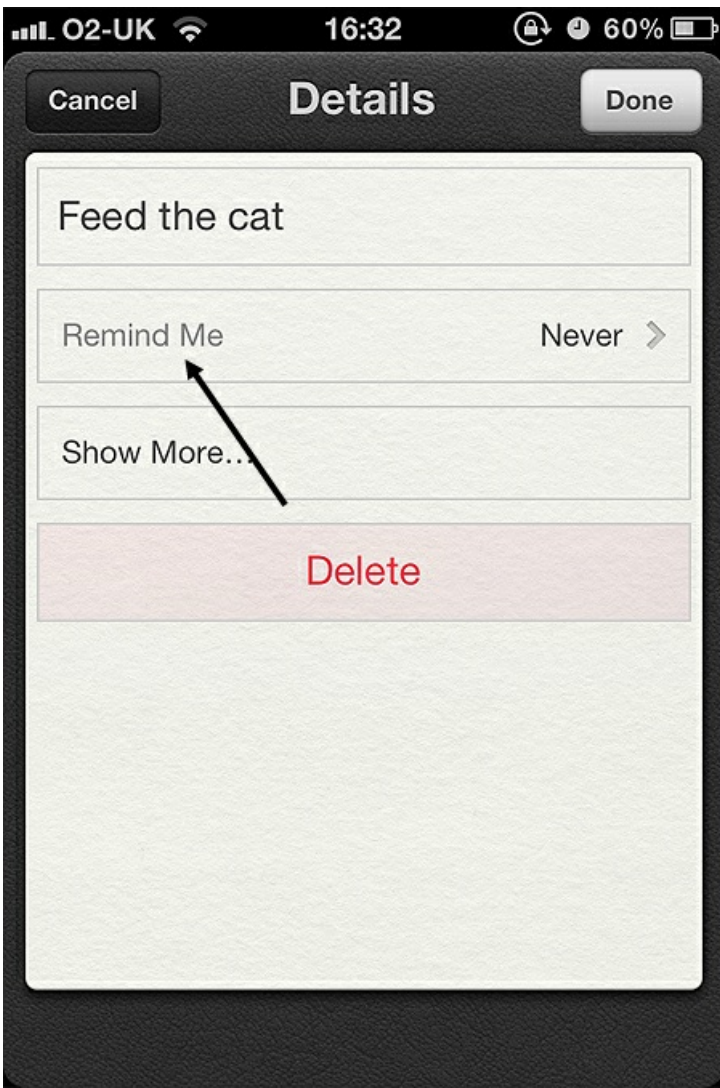 O2-UK 16:32 60%
Cancel Details Done
Feed the cat
Remind Me Never
Show More...
Delete